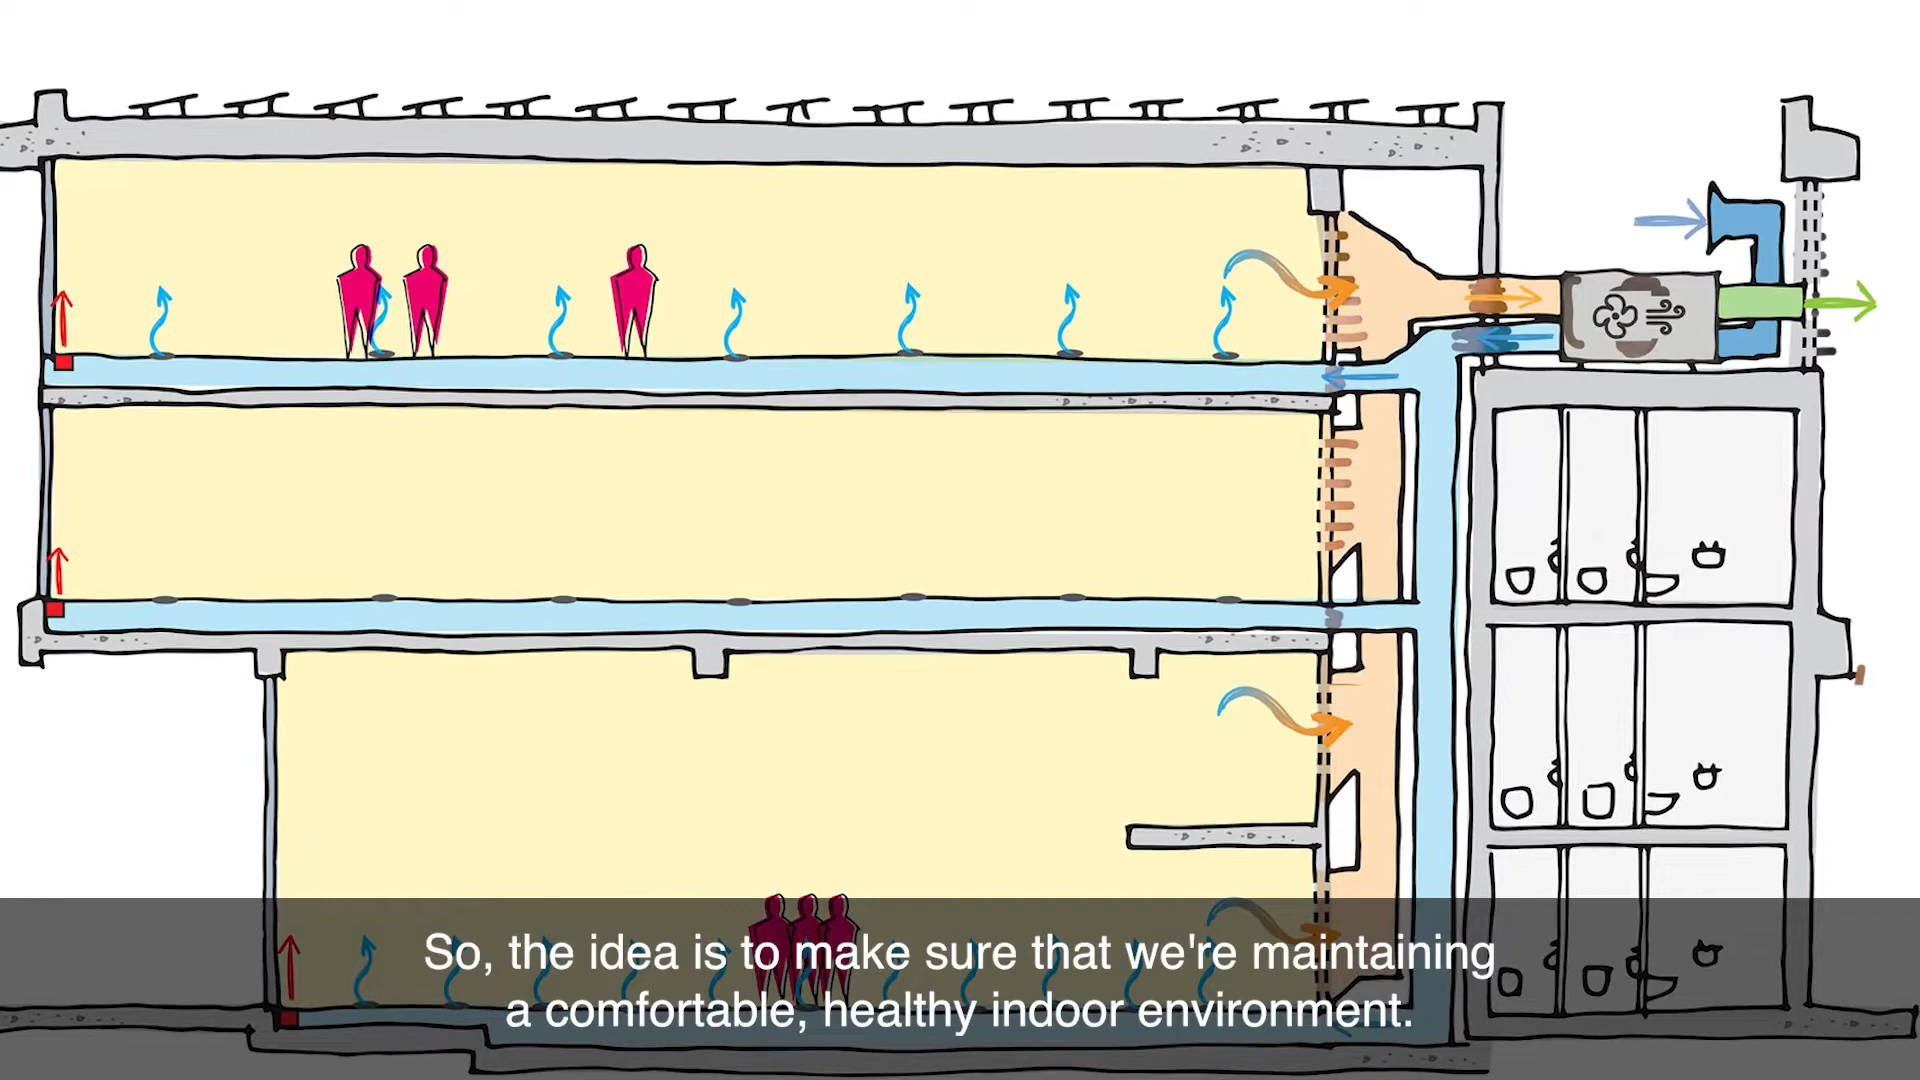 So, the idea is to make sure that we're maintaining
a comfortable, healthy indoor environment.